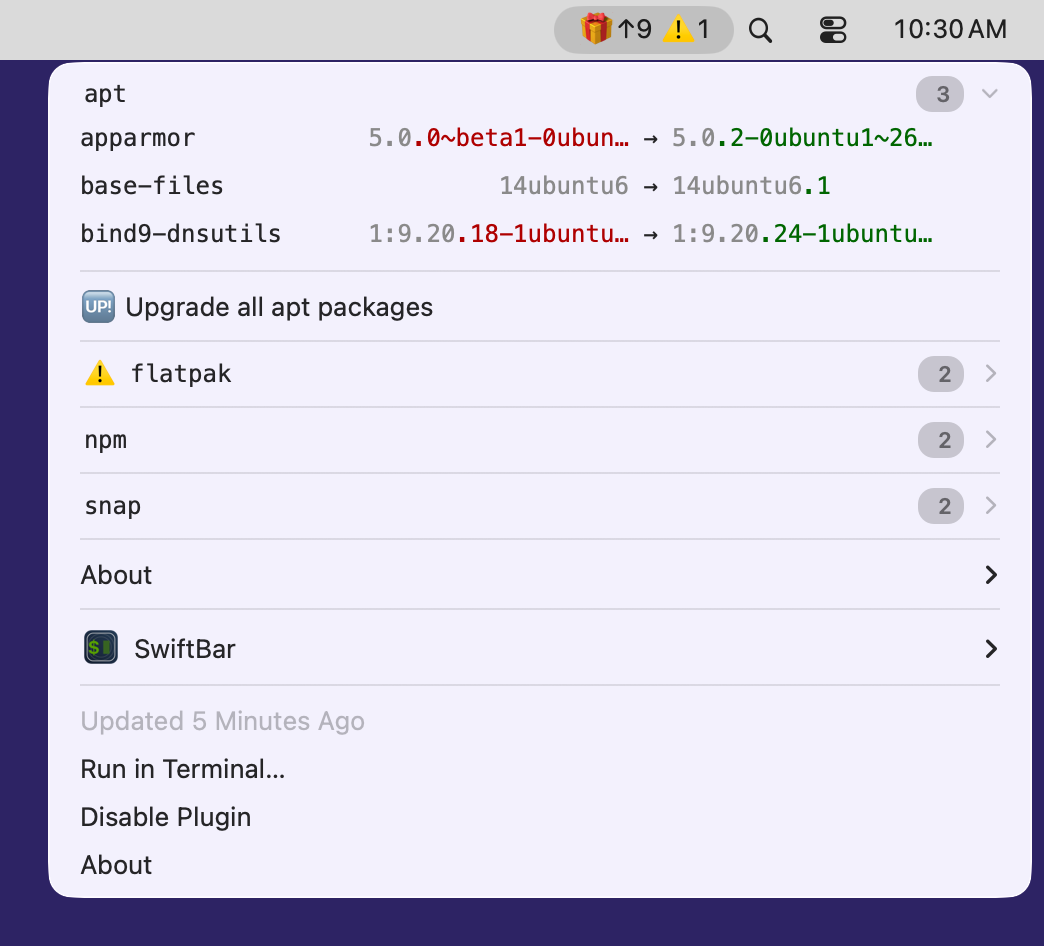 🎁↑9 ⚠️1 10:30 AM
apt 3
apparmor 5.0.0~beta1-0ubun… → 5.0.2-0ubuntu1~26…
base-files 14ubuntu6 → 14ubuntu6.1
bind9-dnsutils 1:9.20.18-1ubuntu… → 1:9.20.24-1ubuntu…
UP! Upgrade all apt packages
⚠️ flatpak 2
npm 2
snap 2
About
$ SwiftBar
Updated 5 Minutes Ago
Run in Terminal…
Disable Plugin
About